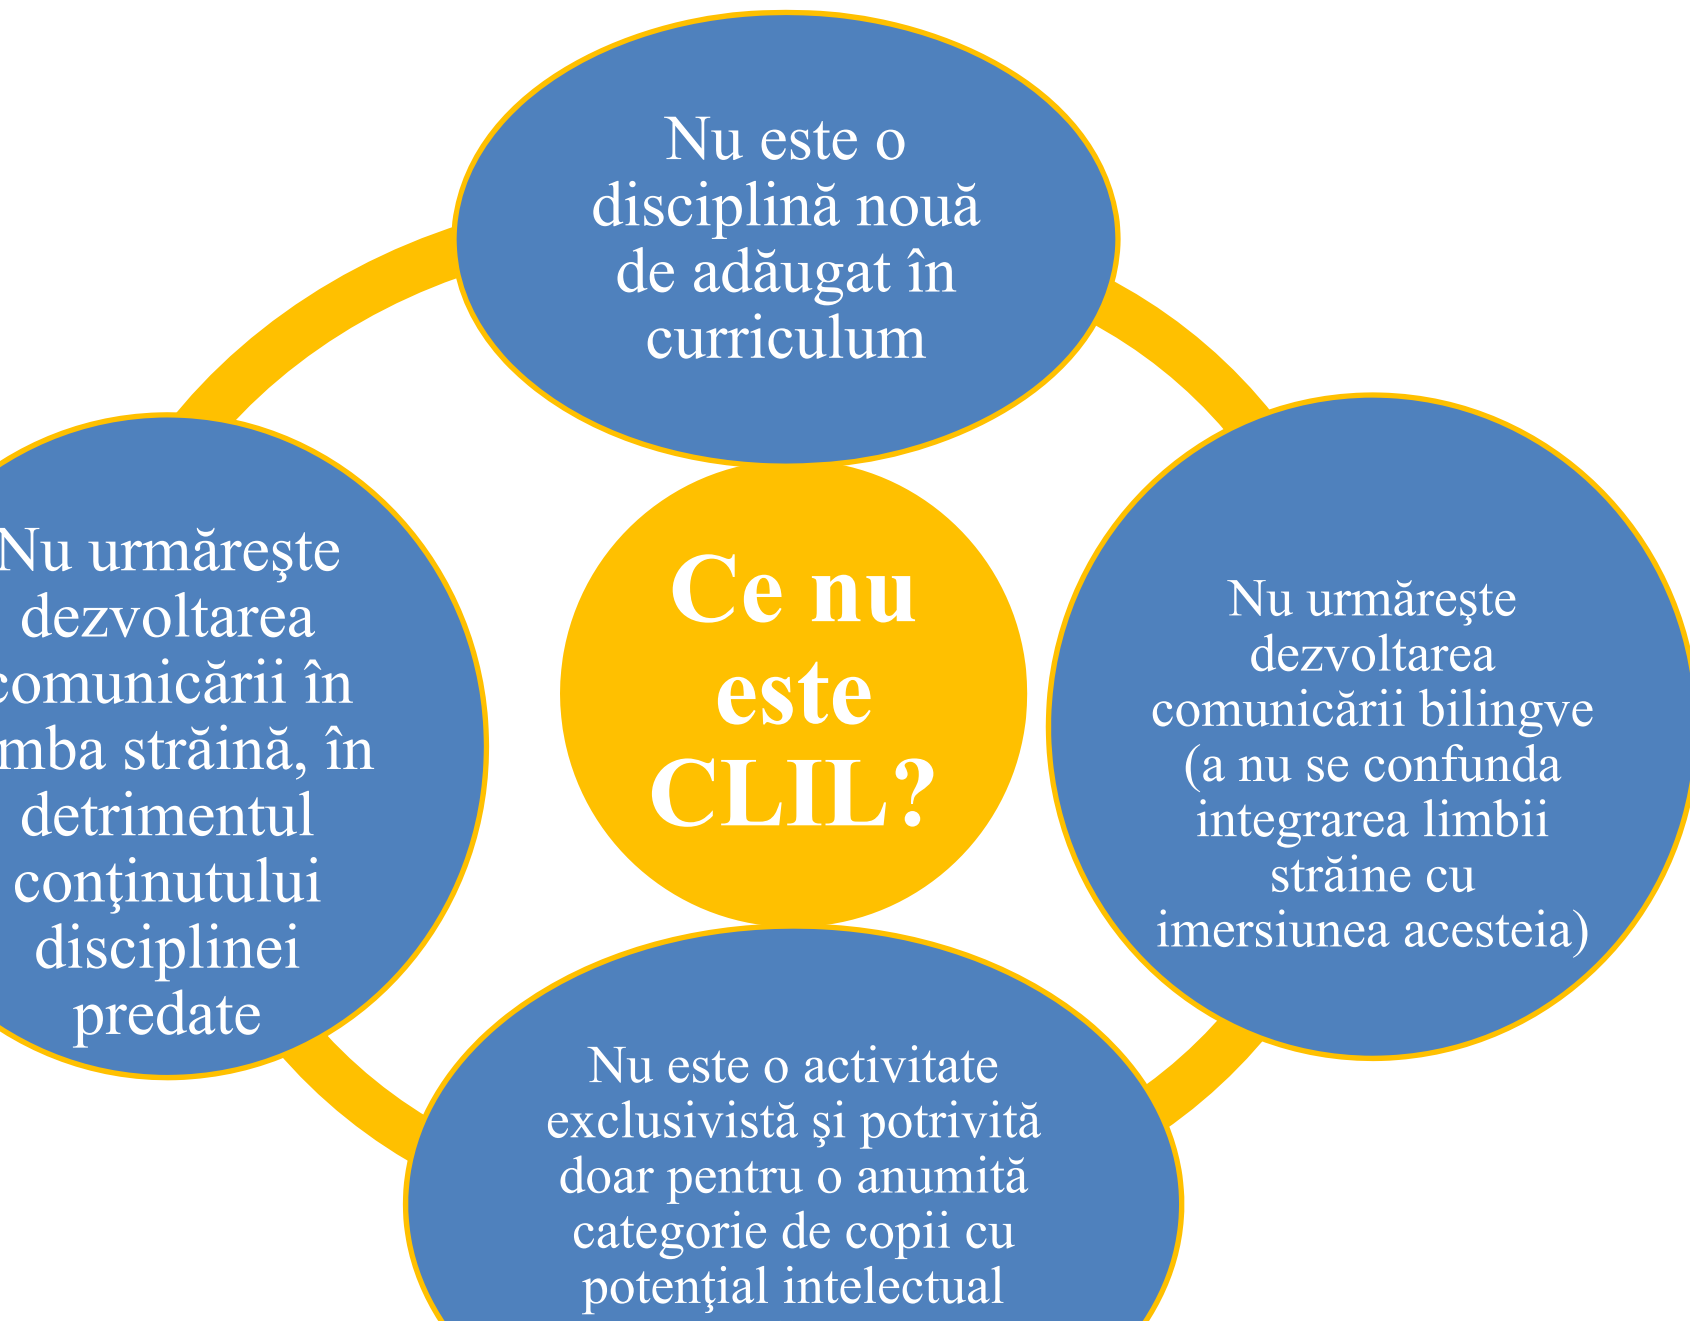 Nu este o
disciplină nouă
de adăugat în
curriculum
Ce nu
este
CLIL?
Nu urmăreşte
dezvoltarea
comunicării bilingve
(a nu se confunda
integrarea limbii
străine cu
imersiunea acesteia)
Nu este o activitate
exclusivistă şi potrivită
doar pentru o anumită
categorie de copii cu
potenţial intelectual
Nu urmăreşte
dezvoltarea
comunicării în
mba străină, în
detrimentul
conţinutului
disciplinei
predate